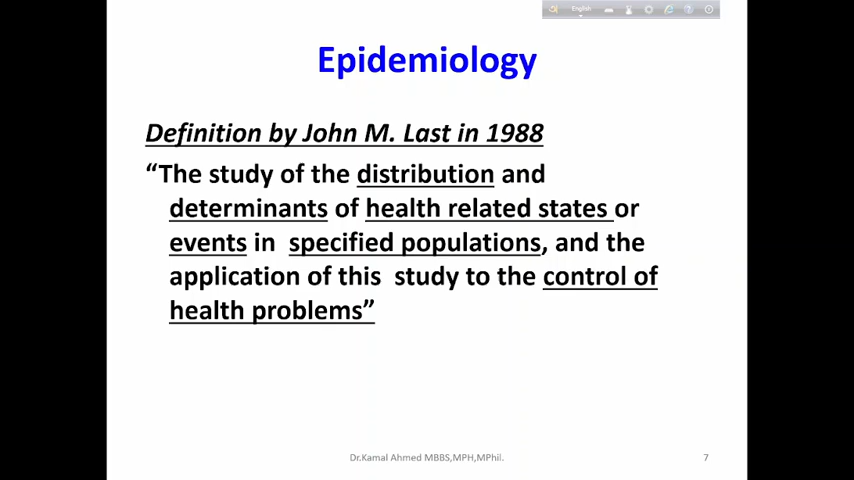 English
Epidemiology
Definition by John M. Last in 1988
“The study of the distribution and
determinants of health related states or
events in specified populations, and the
application of this study to the control of
health problems”
Dr.Kamal Ahmed MBBS,MPH,MPhil.
7